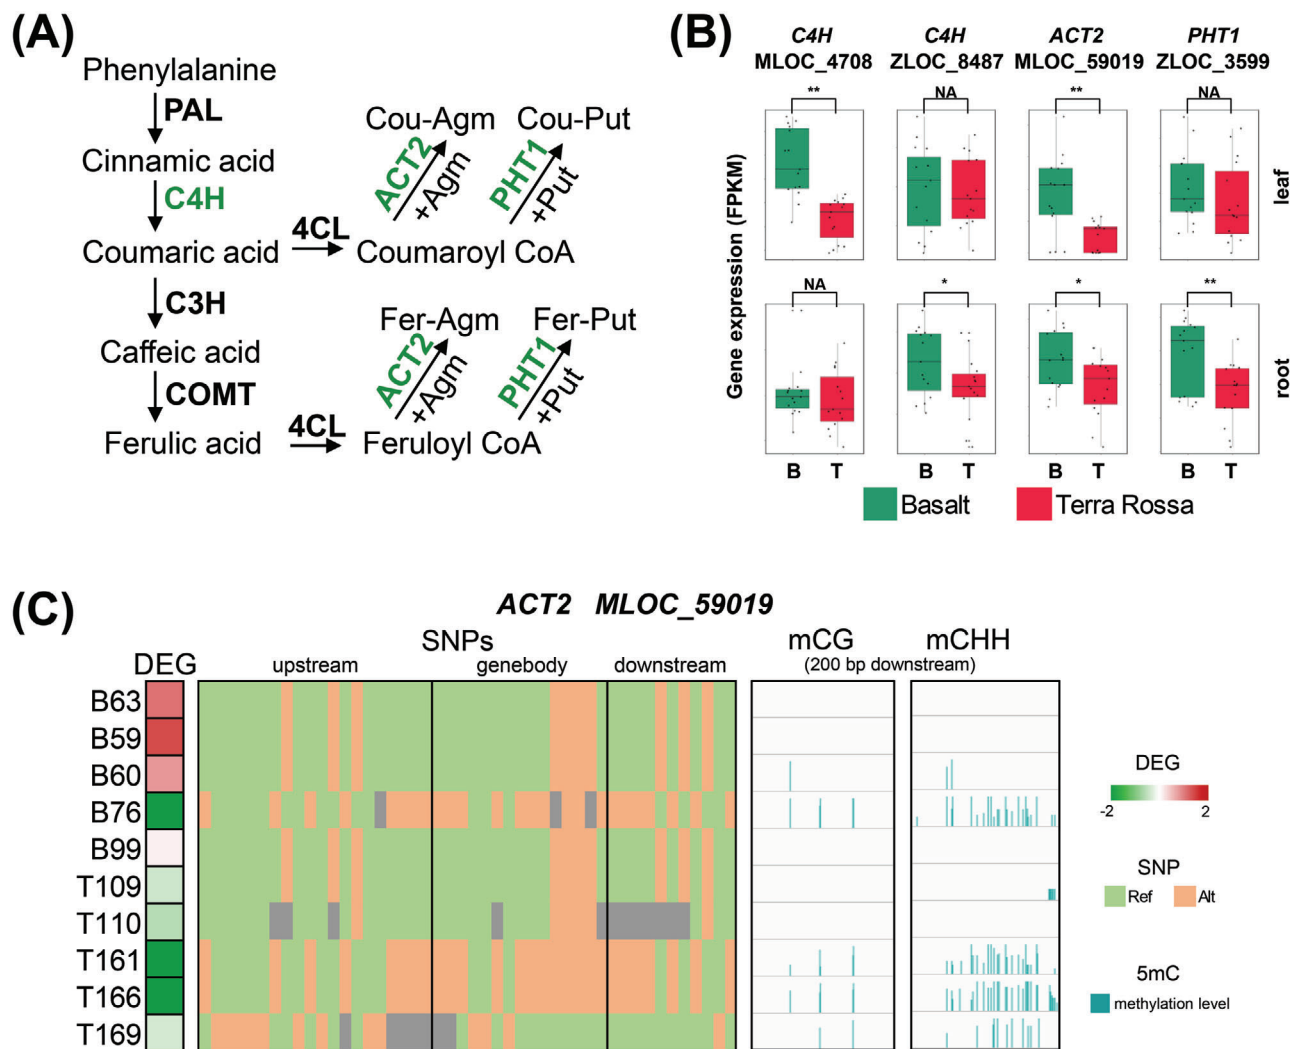 (A)
Phenylalanine
PAL
Cinnamic acid
C4H
Coumaric acid
4CL
Coumaroyl CoA
Cou-Agm
Cou-Put
ACT2
+Agm
PHT1
+Put
C3H
Caffeic acid
COMT
Ferulic acid
4CL
Feruloyl CoA
Fer-Agm
Fer-Put
ACT2
+Agm
PHT1
+Put
(B)
C4H C4H ACT2 PHT1
MLOC_4708 ZLOC_8487 MLOC_59019 ZLOC_3599
** NA ** NA
leaf
Gene expression (FPKM)
NA * * **
root
B T B T B T B T
Basalt Terra Rossa
(C)
ACT2 MLOC_59019
SNPs mCG mCHH
DEG upstream genebody downstream (200 bp downstream)
B63
B59
B60
B76
B99
T109
T110
T161
T166
T169
DEG
-2 2
SNP
Ref Alt
5mC
methylation level